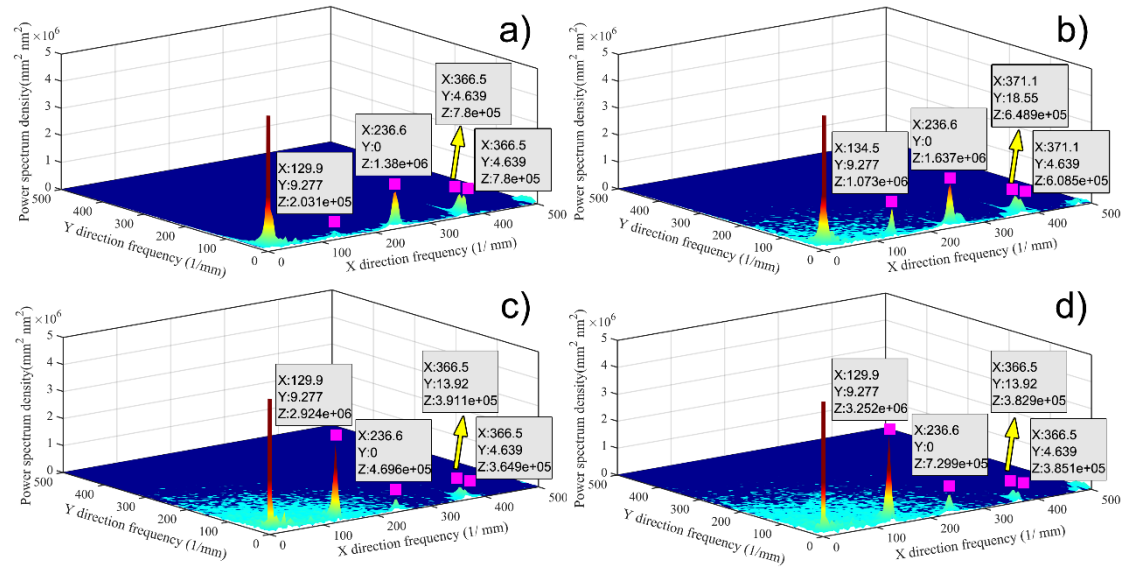 a)
×10⁶
Power spectrum density(mm² nm²)
5
4
3
2
1
0
500
400
300
200
100
0
Y direction frequency (1/mm)
0
100
200
300
400
500
X direction frequency (1/ mm)
X:129.9
Y:9.277
Z:2.031e+05
X:236.6
Y:0
Z:1.38e+06
X:366.5
Y:4.639
Z:7.8e+05
X:366.5
Y:4.639
Z:7.8e+05
b)
×10⁶
Power spectrum density(mm² nm²)
5
4
3
2
1
0
500
400
300
200
100
0
Y direction frequency (1/mm)
0
100
200
300
400
500
X direction frequency (1/ mm)
X:134.5
Y:9.277
Z:1.073e+06
X:236.6
Y:0
Z:1.637e+06
X:371.1
Y:18.55
Z:6.489e+05
X:371.1
Y:4.639
Z:6.085e+05
c)
×10⁶
Power spectrum density(mm² nm²)
5
4
3
2
1
0
500
400
300
200
100
0
Y direction frequency (1/mm)
0
100
200
300
400
500
X direction frequency (1/ mm)
X:129.9
Y:9.277
Z:2.924e+06
X:236.6
Y:0
Z:4.696e+05
X:366.5
Y:13.92
Z:3.911e+05
X:366.5
Y:4.639
Z:3.649e+05
d)
×10⁶
Power spectrum density(mm² nm²)
5
4
3
2
1
0
500
400
300
200
100
0
Y direction frequency (1/mm)
0
100
200
300
400
500
X direction frequency (1/ mm)
X:129.9
Y:9.277
Z:3.252e+06
X:236.6
Y:0
Z:7.299e+05
X:366.5
Y:13.92
Z:3.829e+05
X:366.5
Y:4.639
Z:3.851e+05